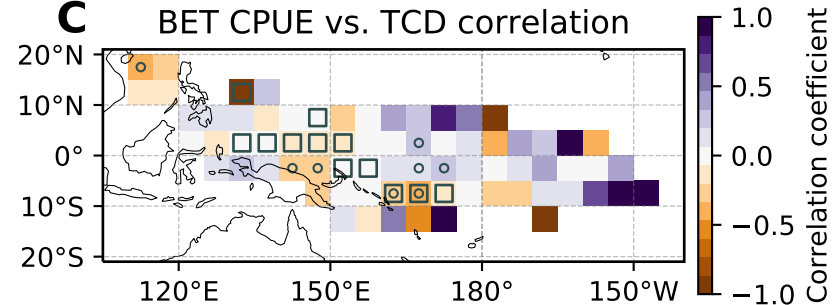 C BET CPUE vs. TCD correlation
20°N
10°N
0°
10°S
20°S
120°E 150°E 180° 150°W
1.0
0.5
0.0
−0.5
−1.0
Correlation coefficient